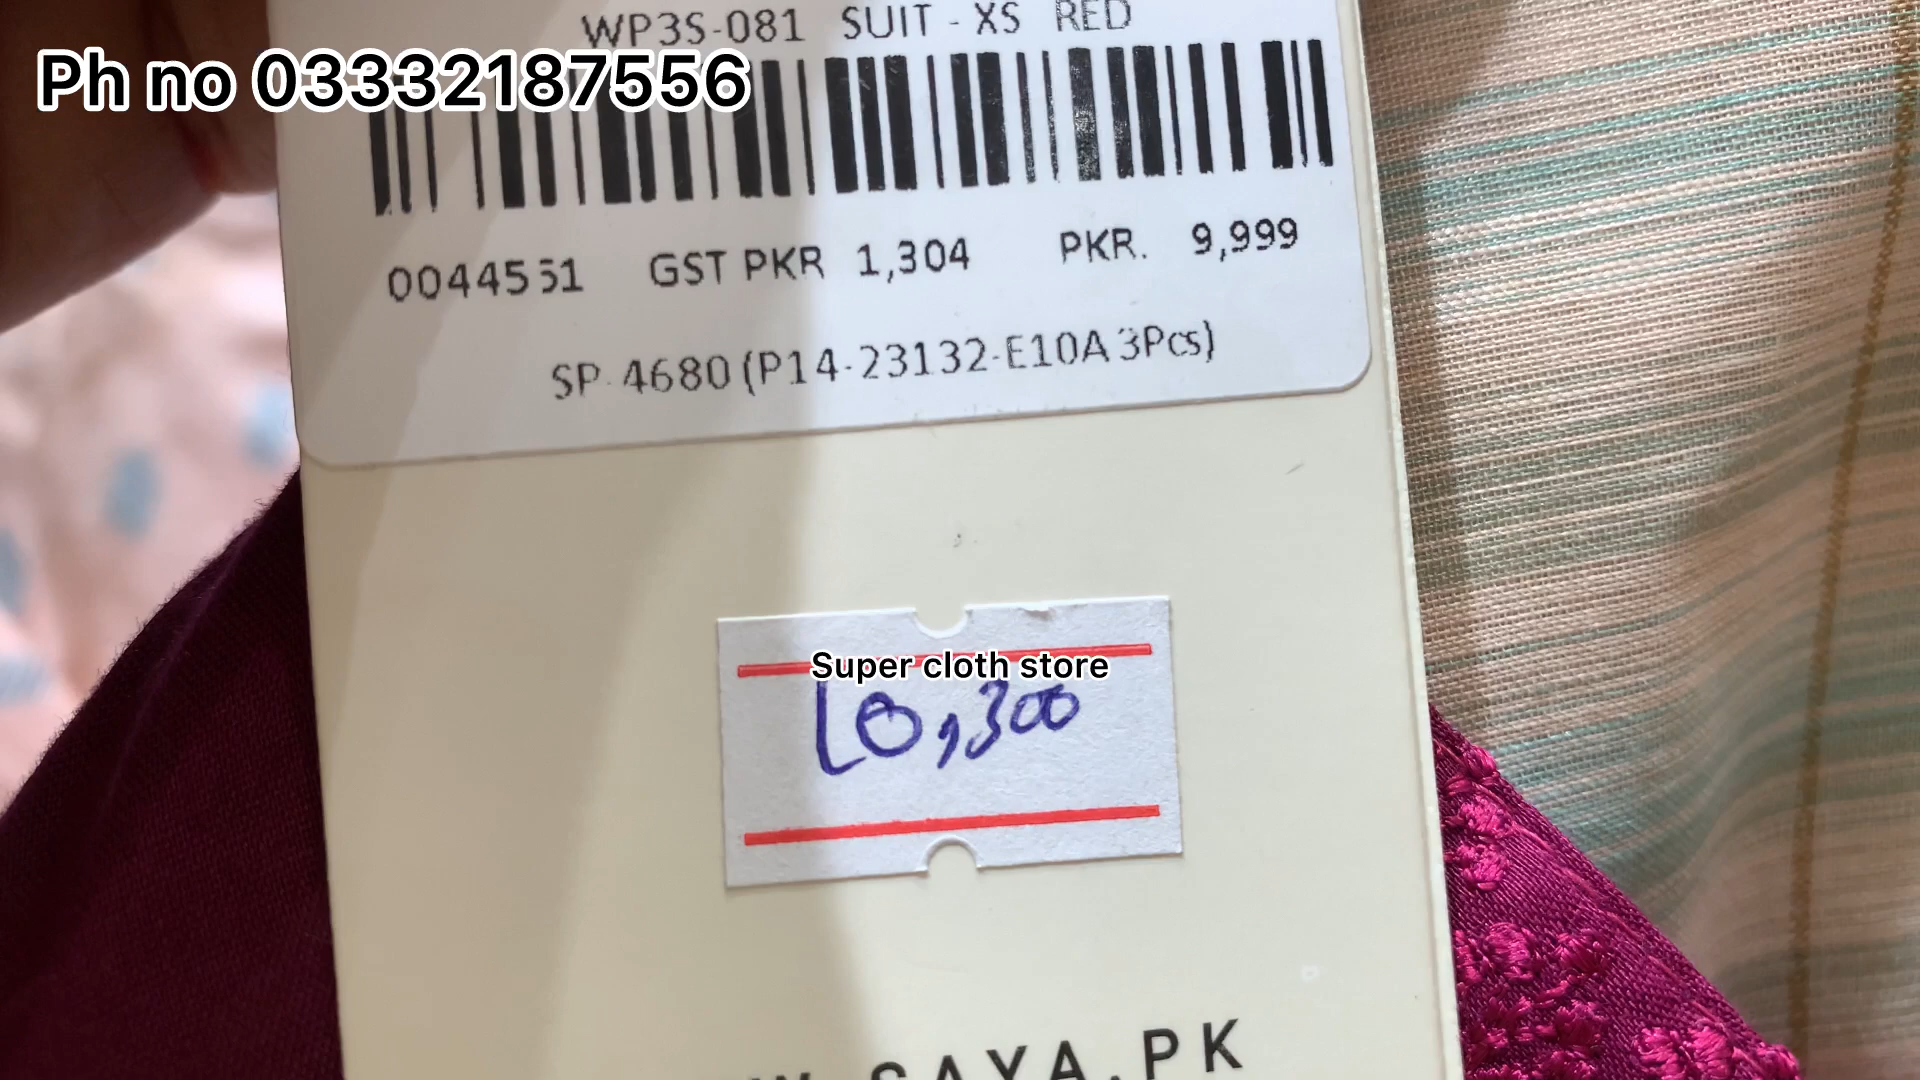 WP3S-081 SUIT - XS RED
Ph no 03332187556
0044551 GST PKR 1,304 PKR. 9,999
SP-4680 (P14-23132-E10A 3Pcs)
Super cloth store
10,300
SAYA.PK